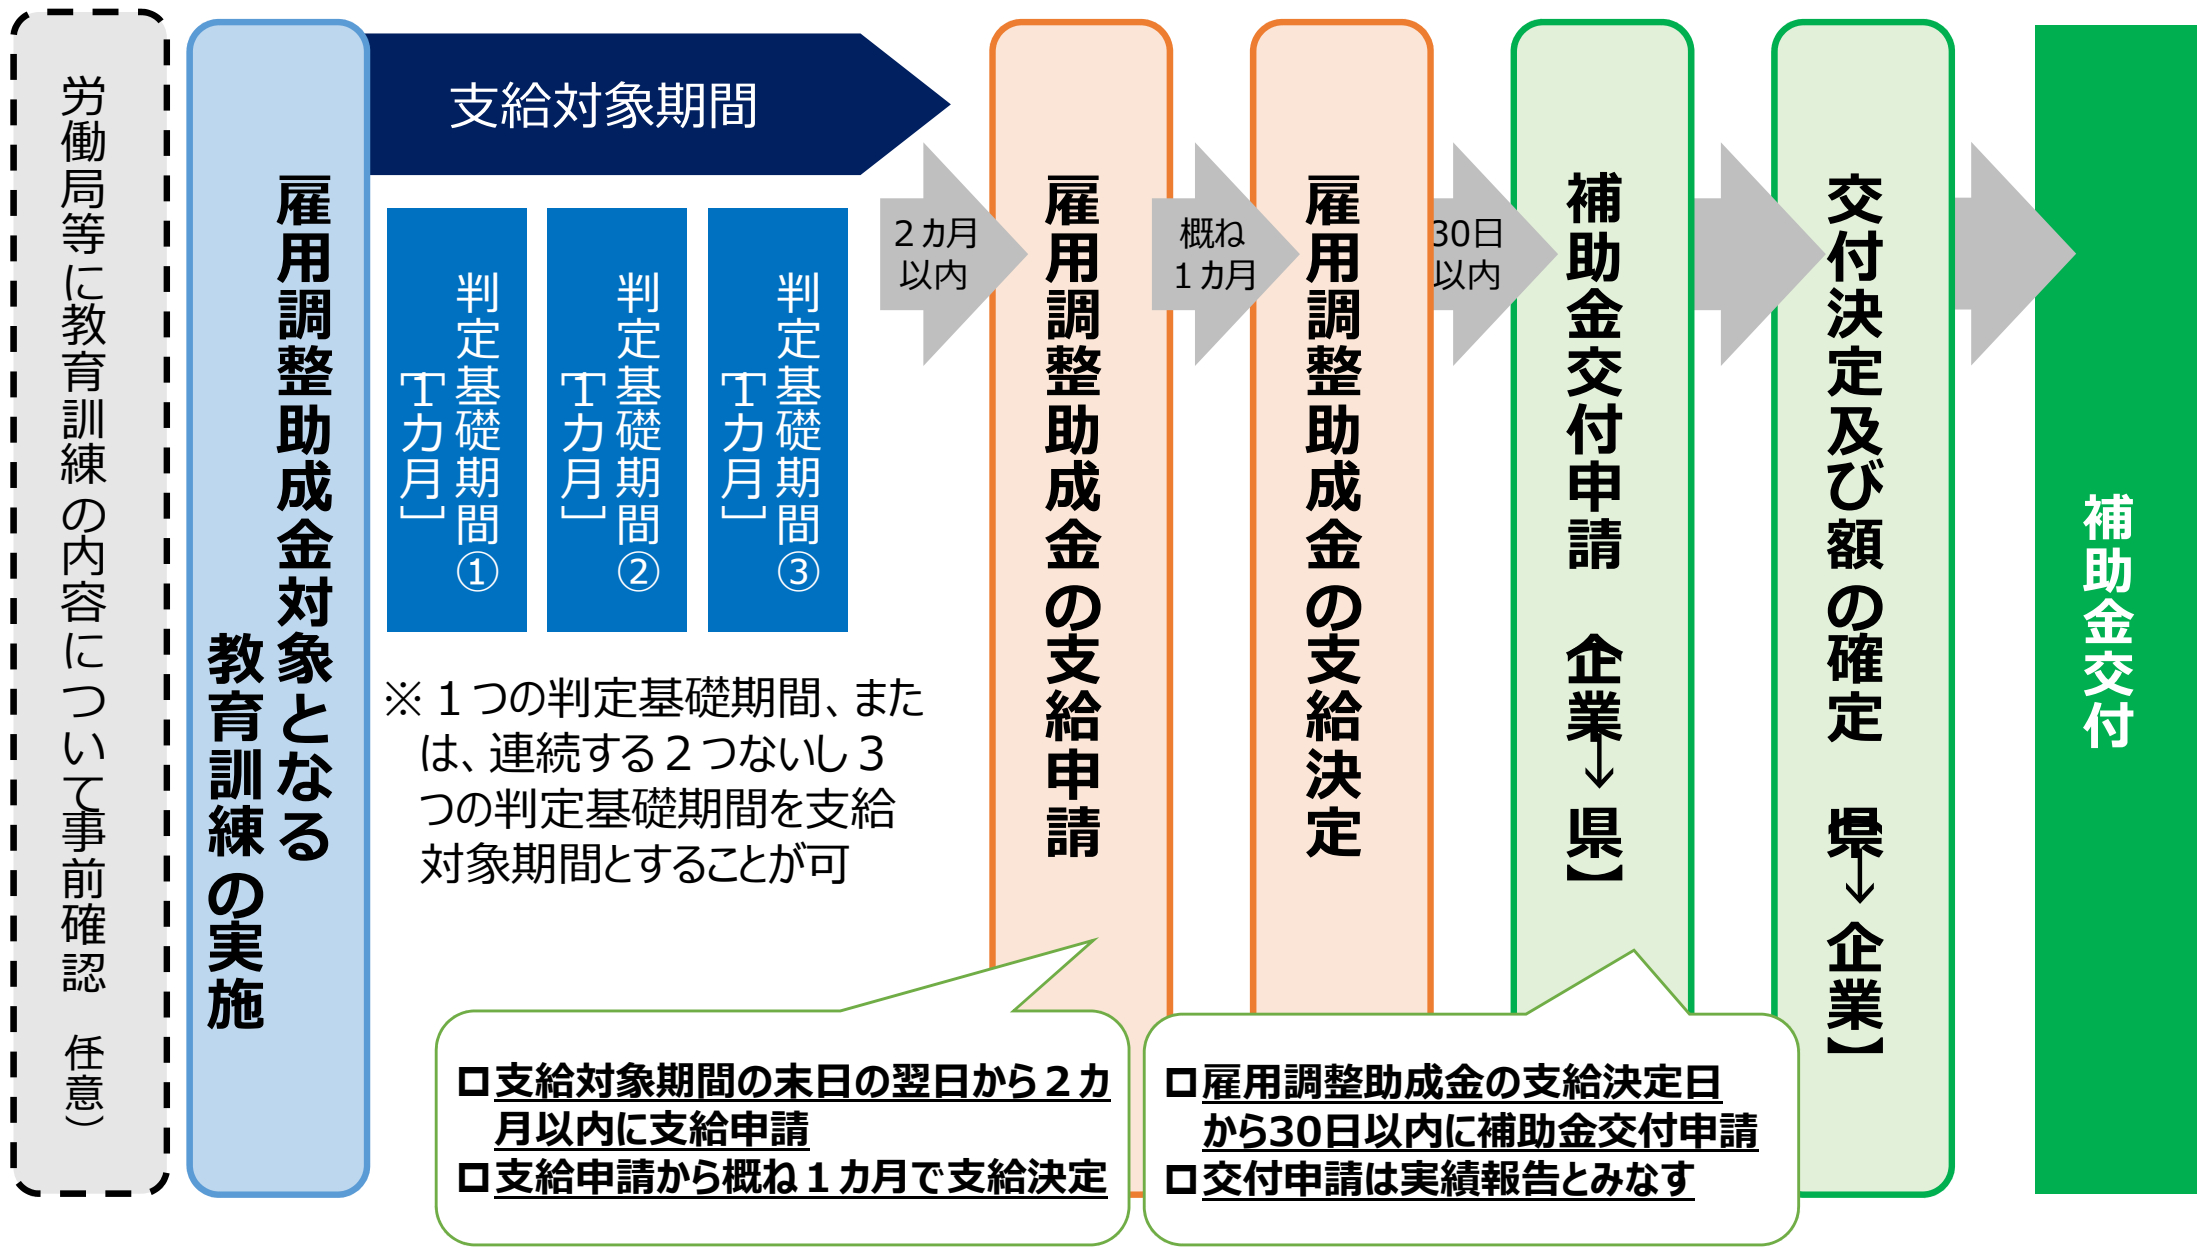 労働局等に教育訓練の内容について事前確認（任意）
雇用調整助成金対象となる
教育訓練の実施
支給対象期間
判定基礎期間①
［１カ月］
判定基礎期間②
［１カ月］
判定基礎期間③
［１カ月］
※１つの判定基礎期間、また
は、連続する２つないし３
つの判定基礎期間を支給
対象期間とすることが可
２カ月
以内
雇用調整助成金の支給申請
概ね
１カ月
雇用調整助成金の支給決定
30日
以内
補助金交付申請【企業→県】
交付決定及び額の確定【県→企業】
補助金交付
□支給対象期間の末日の翌日から２カ
月以内に支給申請
□支給申請から概ね１カ月で支給決定
□雇用調整助成金の支給決定日
から30日以内に補助金交付申請
□交付申請は実績報告とみなす